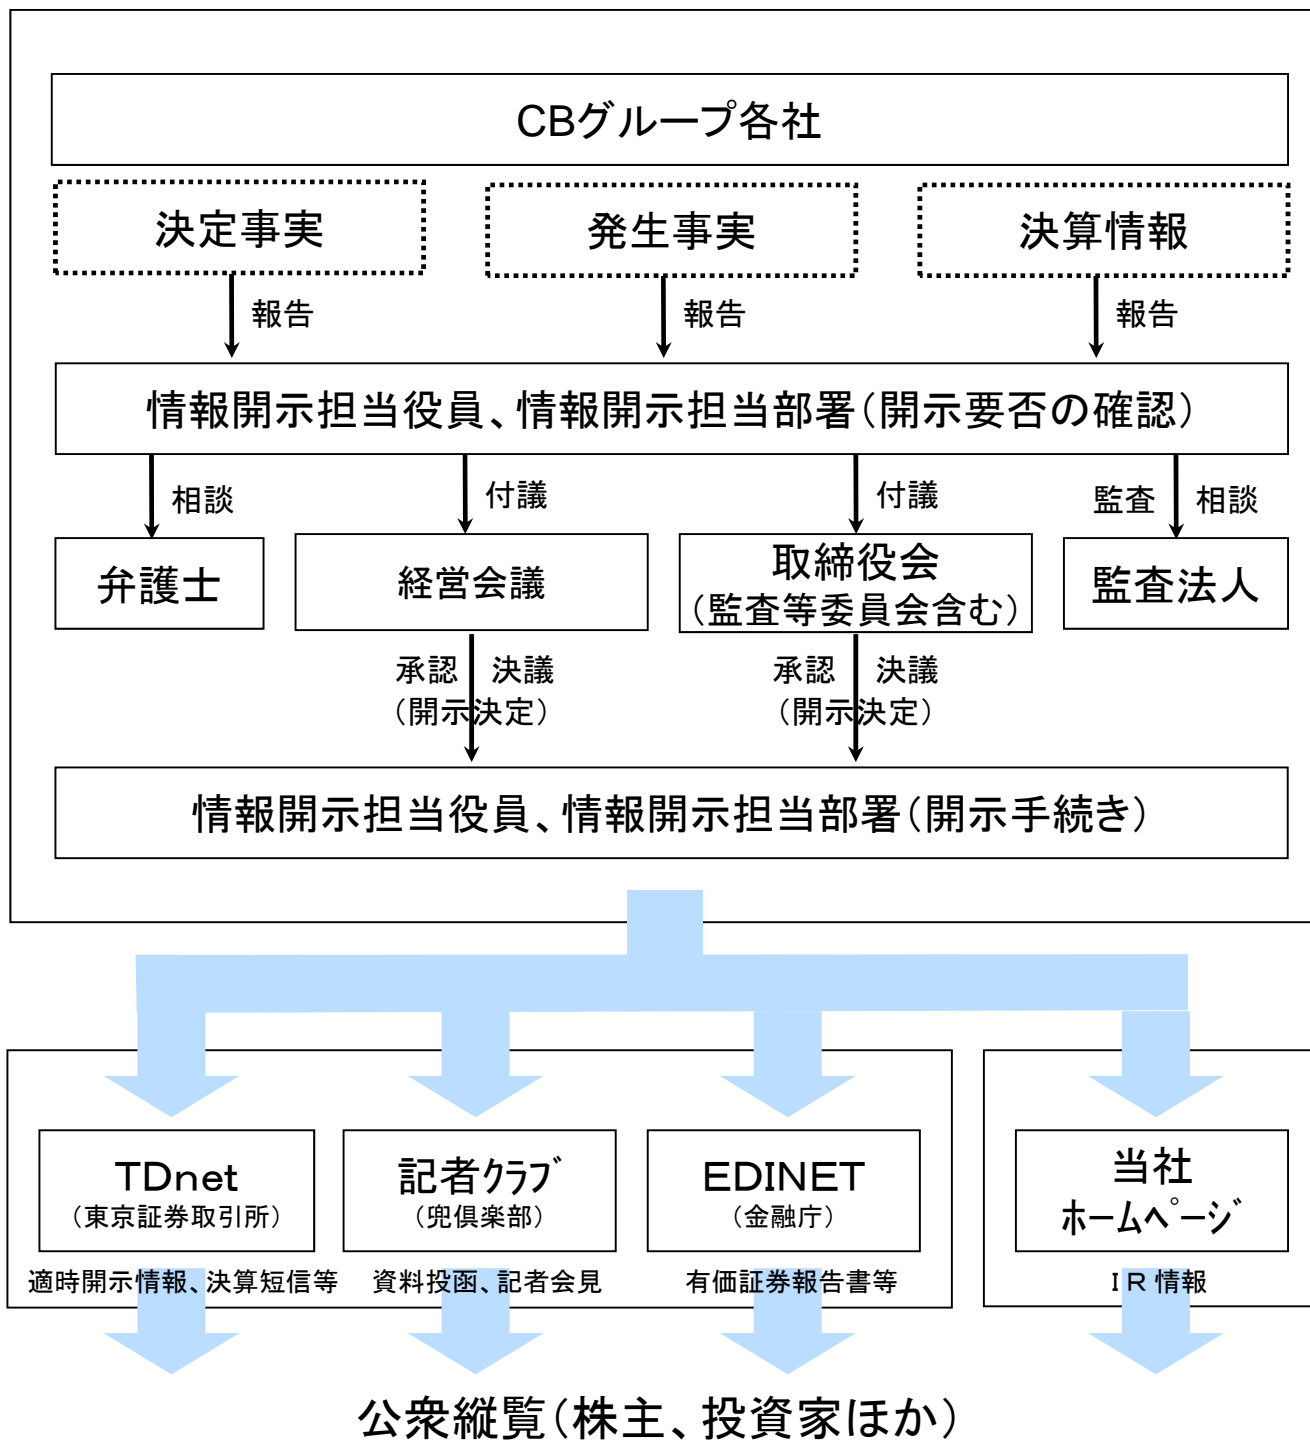 CBグループ各社
決定事実
発生事実
決算情報
報告
報告
報告
情報開示担当役員、情報開示担当部署（開示要否の確認）
相談
付議
付議
監査
相談
弁護士
経営会議
取締役会
（監査等委員会含む）
監査法人
承認
決議
（開示決定）
承認
決議
（開示決定）
情報開示担当役員、情報開示担当部署（開示手続き）
TDnet
（東京証券取引所）
記者ｸﾗﾌﾞ
（兜倶楽部）
EDINET
（金融庁）
当社
ﾎｰﾑﾍﾟｰｼﾞ
適時開示情報、決算短信等
資料投函、記者会見
有価証券報告書等
ＩＲ情報
公衆縦覧（株主、投資家ほか）